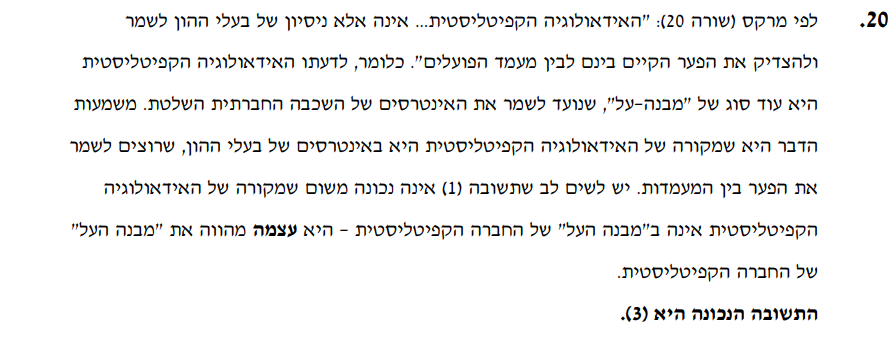 20. לפי מרקס (שורה 20): "האידאולוגיה הקפיטליסטית... אינה אלא ניסיון של בעלי ההון לשמר
ולהצדיק את הפער הקיים בינם לבין מעמד הפועלים". כלומר, לדעתו האידאולוגיה הקפיטליסטית
היא עוד סוג של "מבנה-על", שנועד לשמר את האינטרסים של השכבה החברתית השלטת. משמעות
הדבר היא שמקורה של האידאולוגיה הקפיטליסטית היא באינטרסים של בעלי ההון, שרוצים לשמר
את הפער בין המעמדות. יש לשים לב שתשובה (1) אינה נכונה משום שמקורה של האידאולוגיה
הקפיטליסטית אינה ב"מבנה העל" של החברה הקפיטליסטית – היא עצמה מהווה את "מבנה העל"
של החברה הקפיטליסטית.
התשובה הנכונה היא (3).